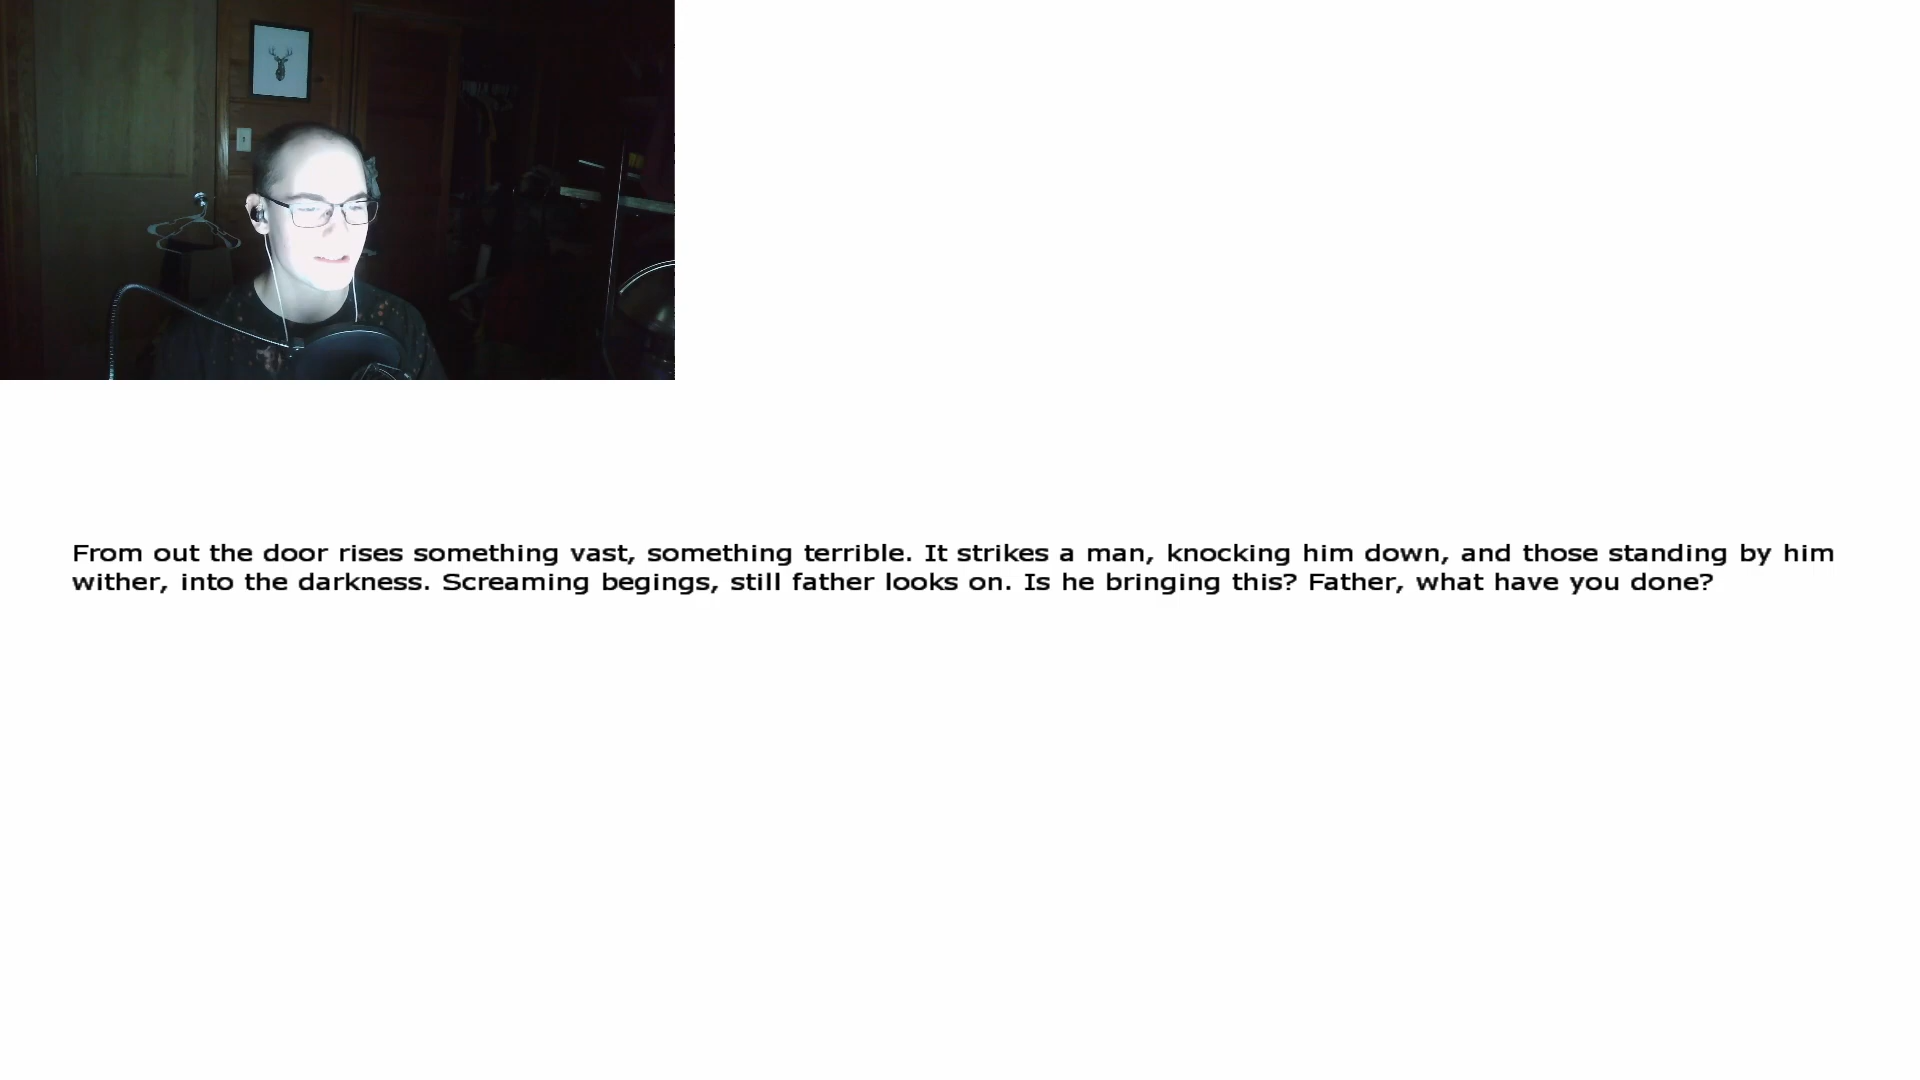 From out the door rises something vast, something terrible. It strikes a man, knocking him down, and those standing by him
wither, into the darkness. Screaming begings, still father looks on. Is he bringing this? Father, what have you done?